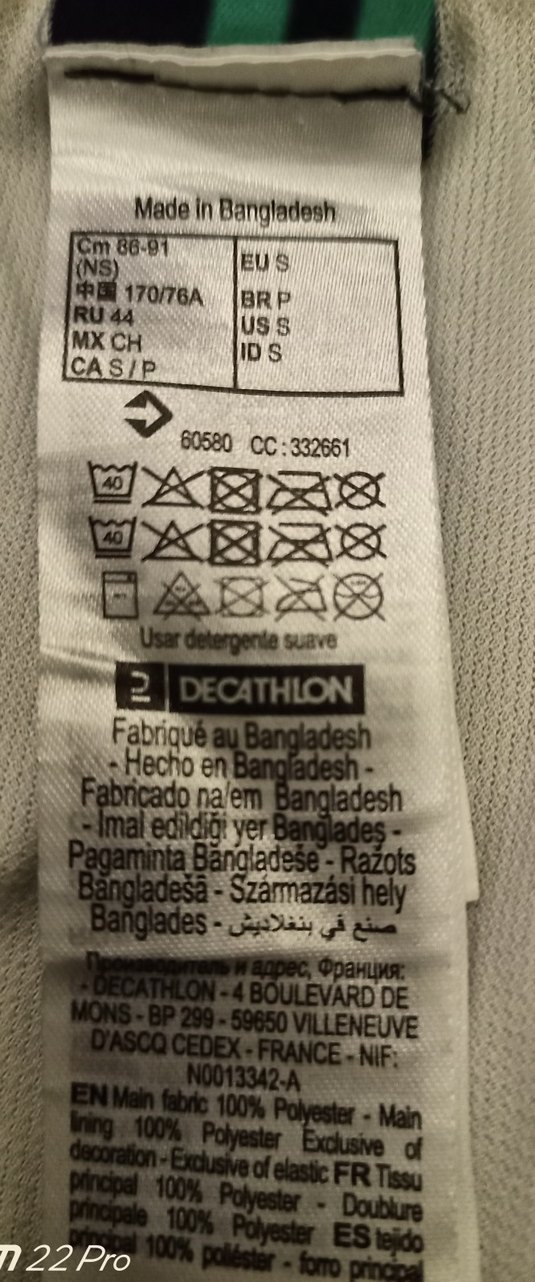 Made in Bangladesh
Cm 86-91
(NS)
中国 170/76A
RU 44
MX CH
CA S / P
EU S
BR P
US S
ID S
60580 CC : 332661
40
40
Usar detergente suave
DECATHLON
Fabriqué au Bangladesh
- Hecho en Bangladesh -
Fabricado na/em Bangladesh
- Imal edildiği yer Bangladeş -
Pagaminta Bangladeše - Ražots
Bangladešā - Származási hely
Banglades - صنع في بنغلاديش
Производитель и адрес, Франция:
- DECATHLON - 4 BOULEVARD DE
MONS - BP 299 - 59650 VILLENEUVE
D'ASCQ CEDEX - FRANCE - NIF:
N0013342-A
EN Main fabric 100% Polyester - Main
lining 100% Polyester Exclusive of
decoration - Exclusive of elastic FR Tissu
principal 100% Polyester - Doublure
principale 100% Polyester ES tejido
principal 100% poliéster - forro principal
22 Pro